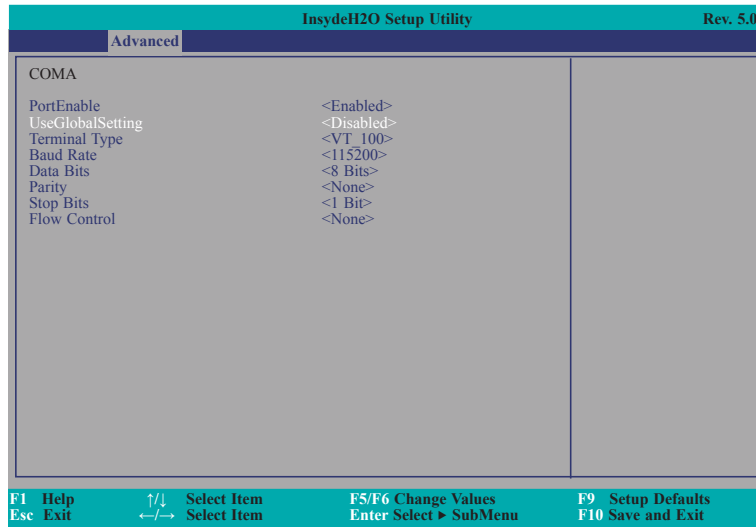 InsydeH2O Setup Utility Rev. 5.0
Advanced
COMA
PortEnable <Enabled>
UseGlobalSetting <Disabled>
Terminal Type <VT_100>
Baud Rate <115200>
Data Bits <8 Bits>
Parity <None>
Stop Bits <1 Bit>
Flow Control <None>
F1 Help ↑/↓ Select Item F5/F6 Change Values F9 Setup Defaults
Esc Exit ←/→ Select Item Enter Select ► SubMenu F10 Save and Exit